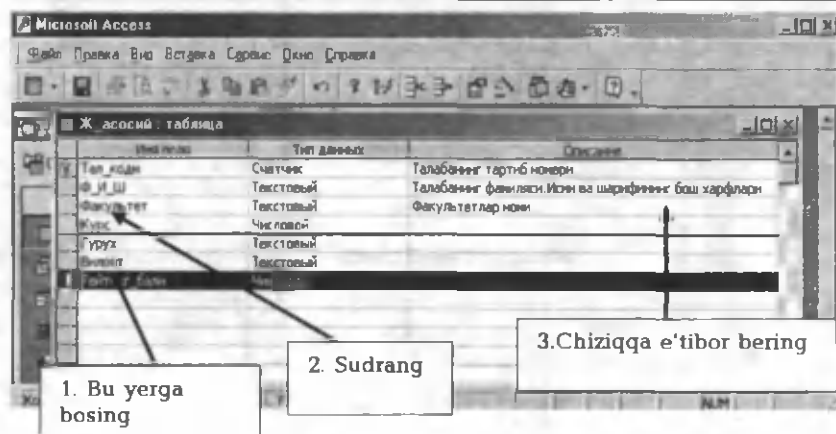 Microsoft Access
Файл Правка Вид Вставка Сервис Окно Справка
Ж_асосий : таблица
Имя поля Тип данных Описание
Тал_коди Счетчик Талабанинг тартиб номери
Ф_И_Ш Текстовый Талабанинг фамиляси.Исми ва шарифининг бош харфлари
Факультет Текстовый Факультетлар номи
Курс Числовой
Гурух Текстовый
Вилоят Текстовый
2. Sudrang
3.Chiziqqa e'tibor bering
1. Bu yerga
bosing
NUM